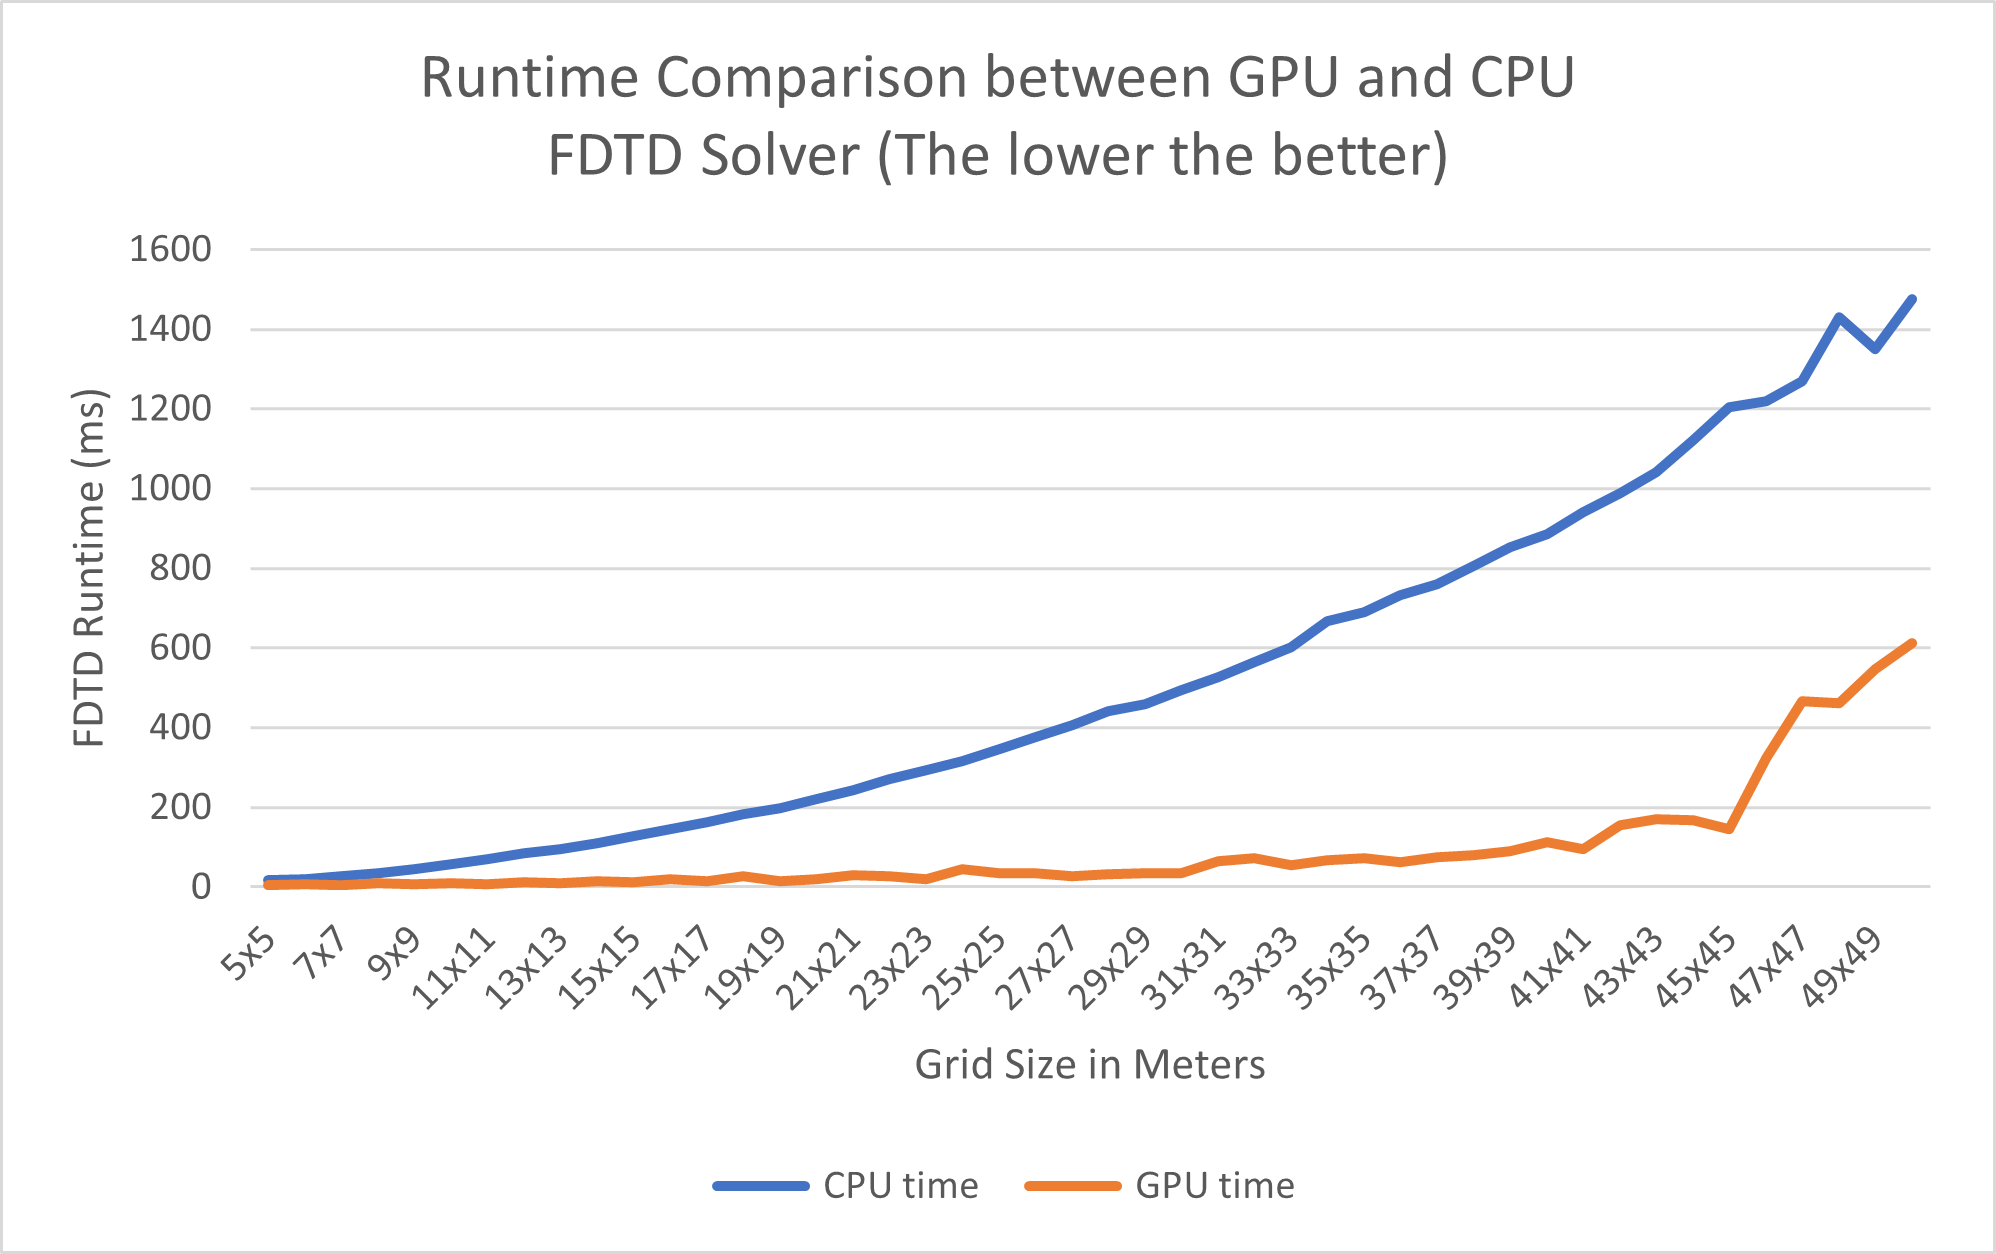 Runtime Comparison between GPU and CPU
FDTD Solver (The lower the better)
1600
1400
1200
1000
800
600
400
200
0
FDTD Runtime (ms)
5x5
7x7
9x9
11x11
13x13
15x15
17x17
19x19
21x21
23x23
25x25
27x27
29x29
31x31
33x33
35x35
37x37
39x39
41x41
43x43
45x45
47x47
49x49
Grid Size in Meters
CPU time
GPU time